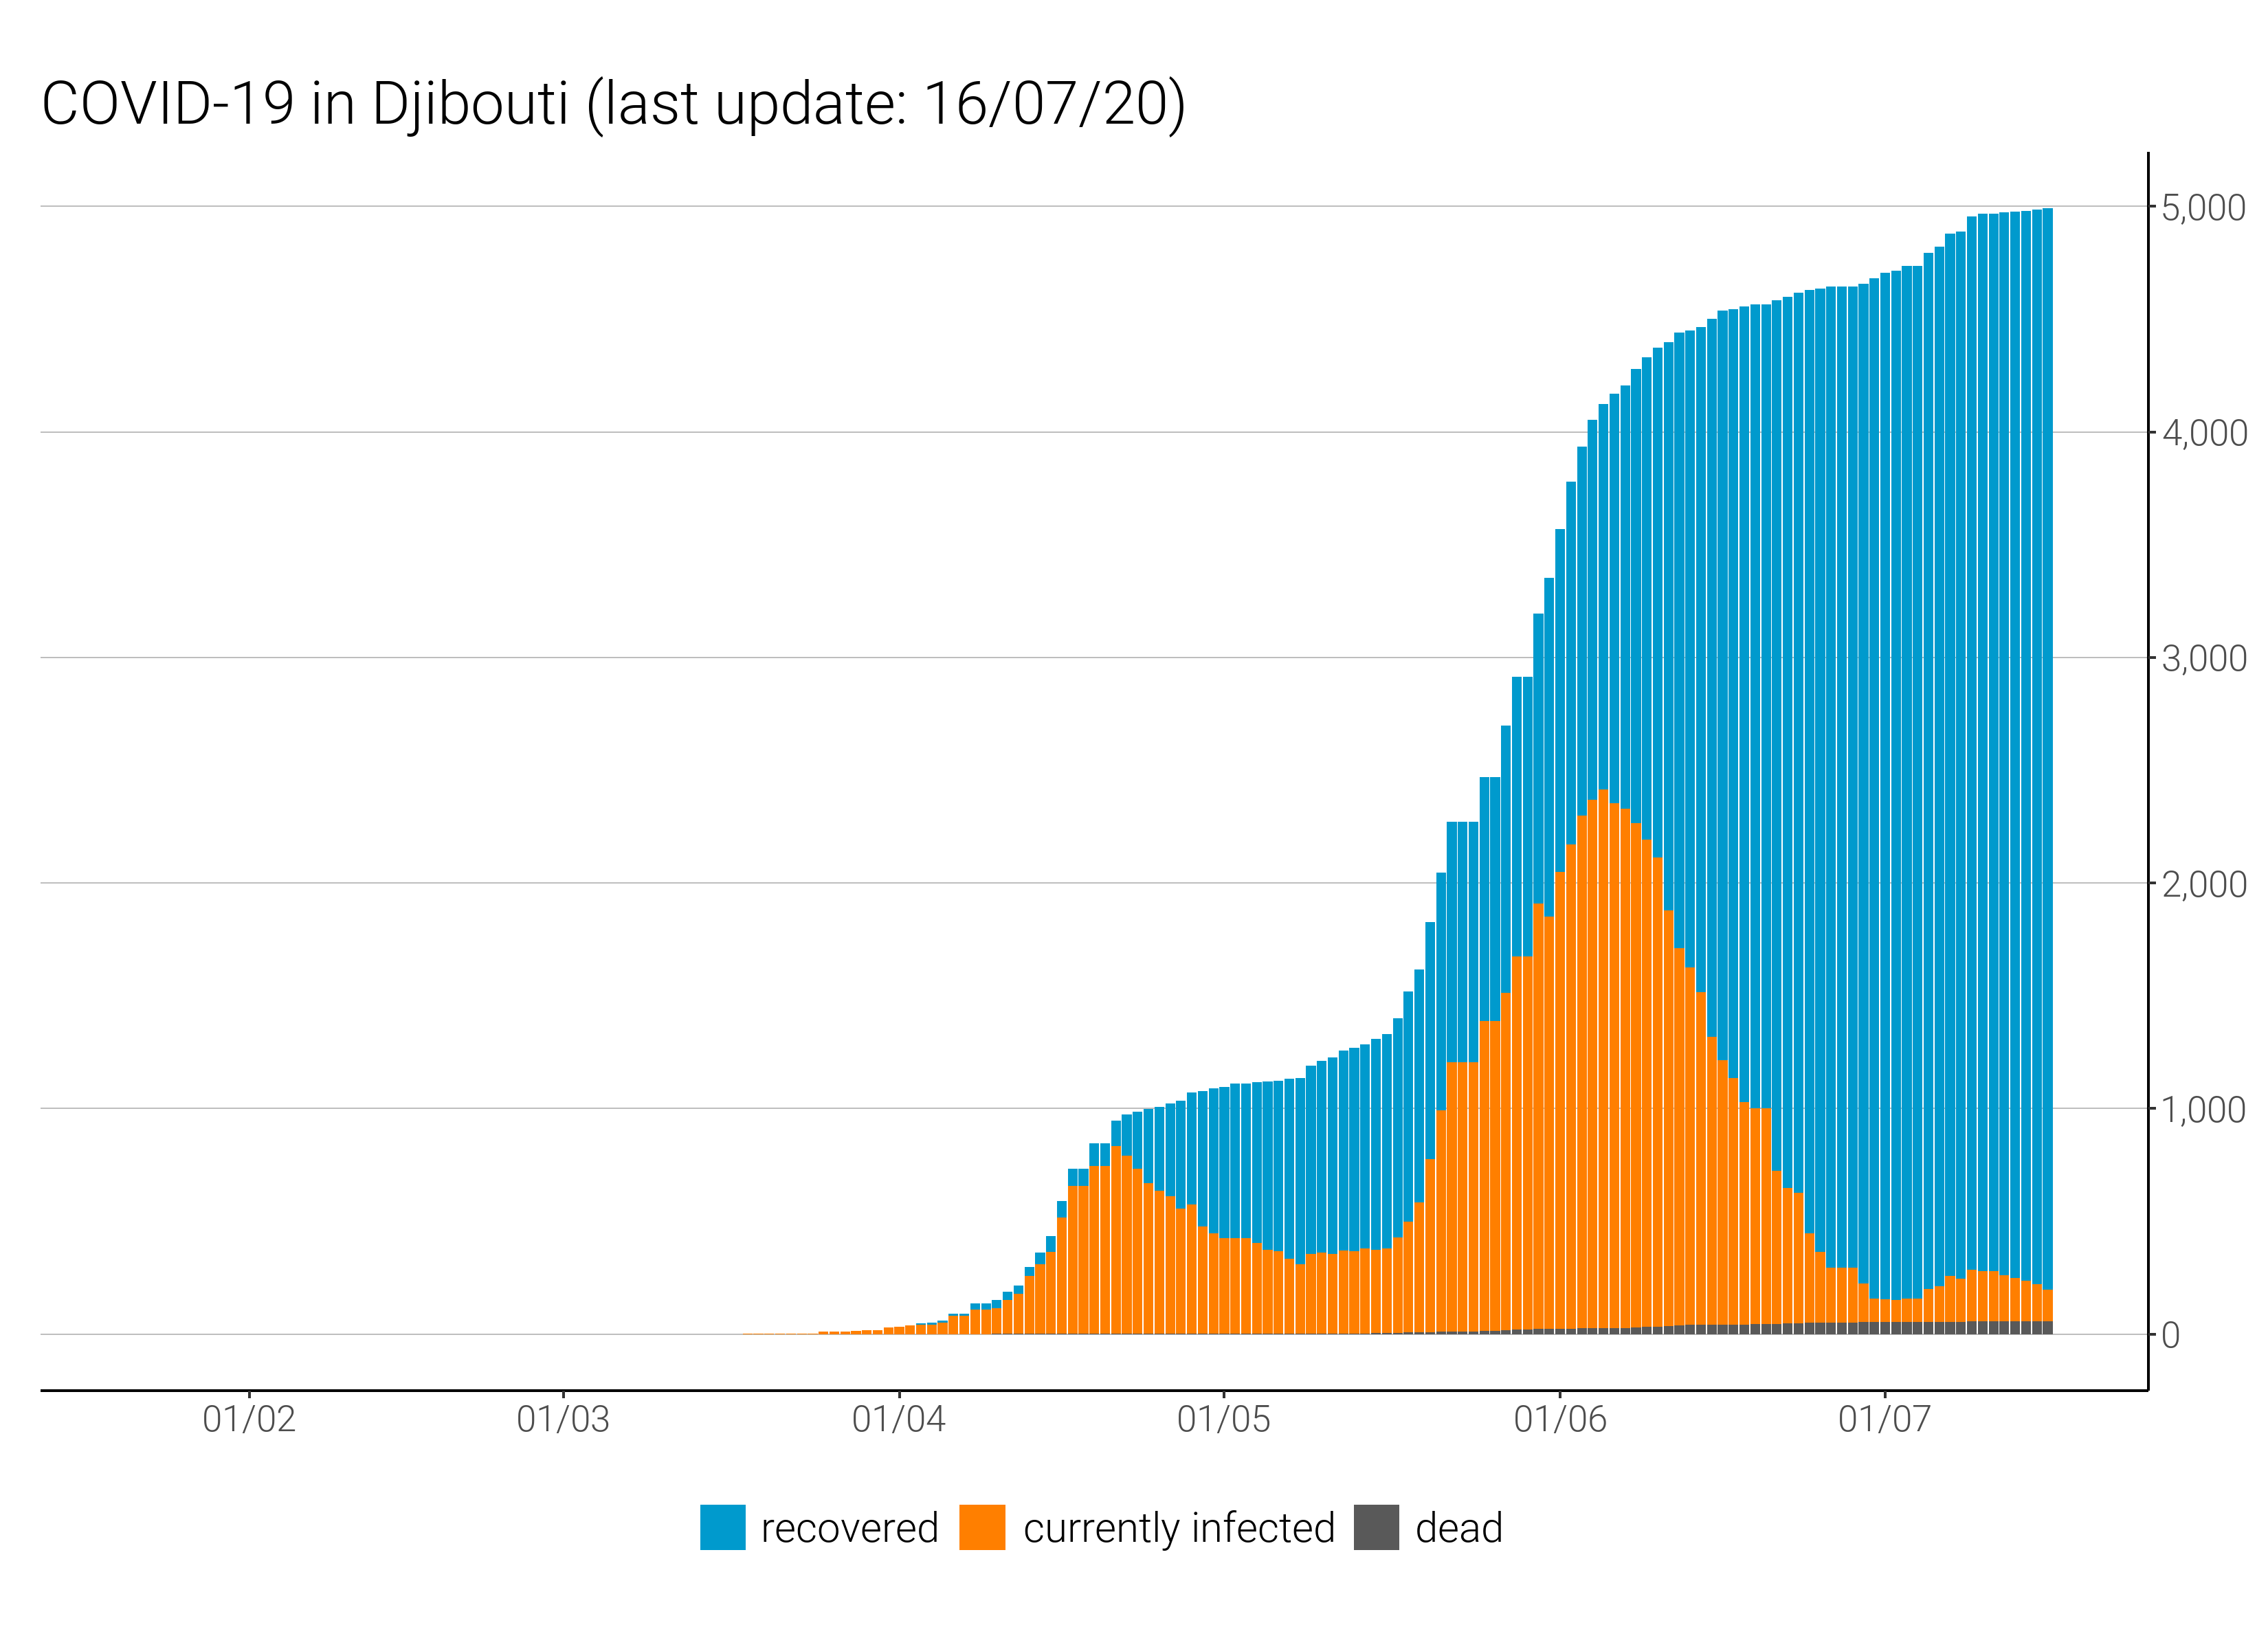 COVID-19 in Djibouti (last update: 16/07/20)
5,000
4,000
3,000
2,000
1,000
0
01/02 01/03 01/04 01/05 01/06 01/07
recovered currently infected dead